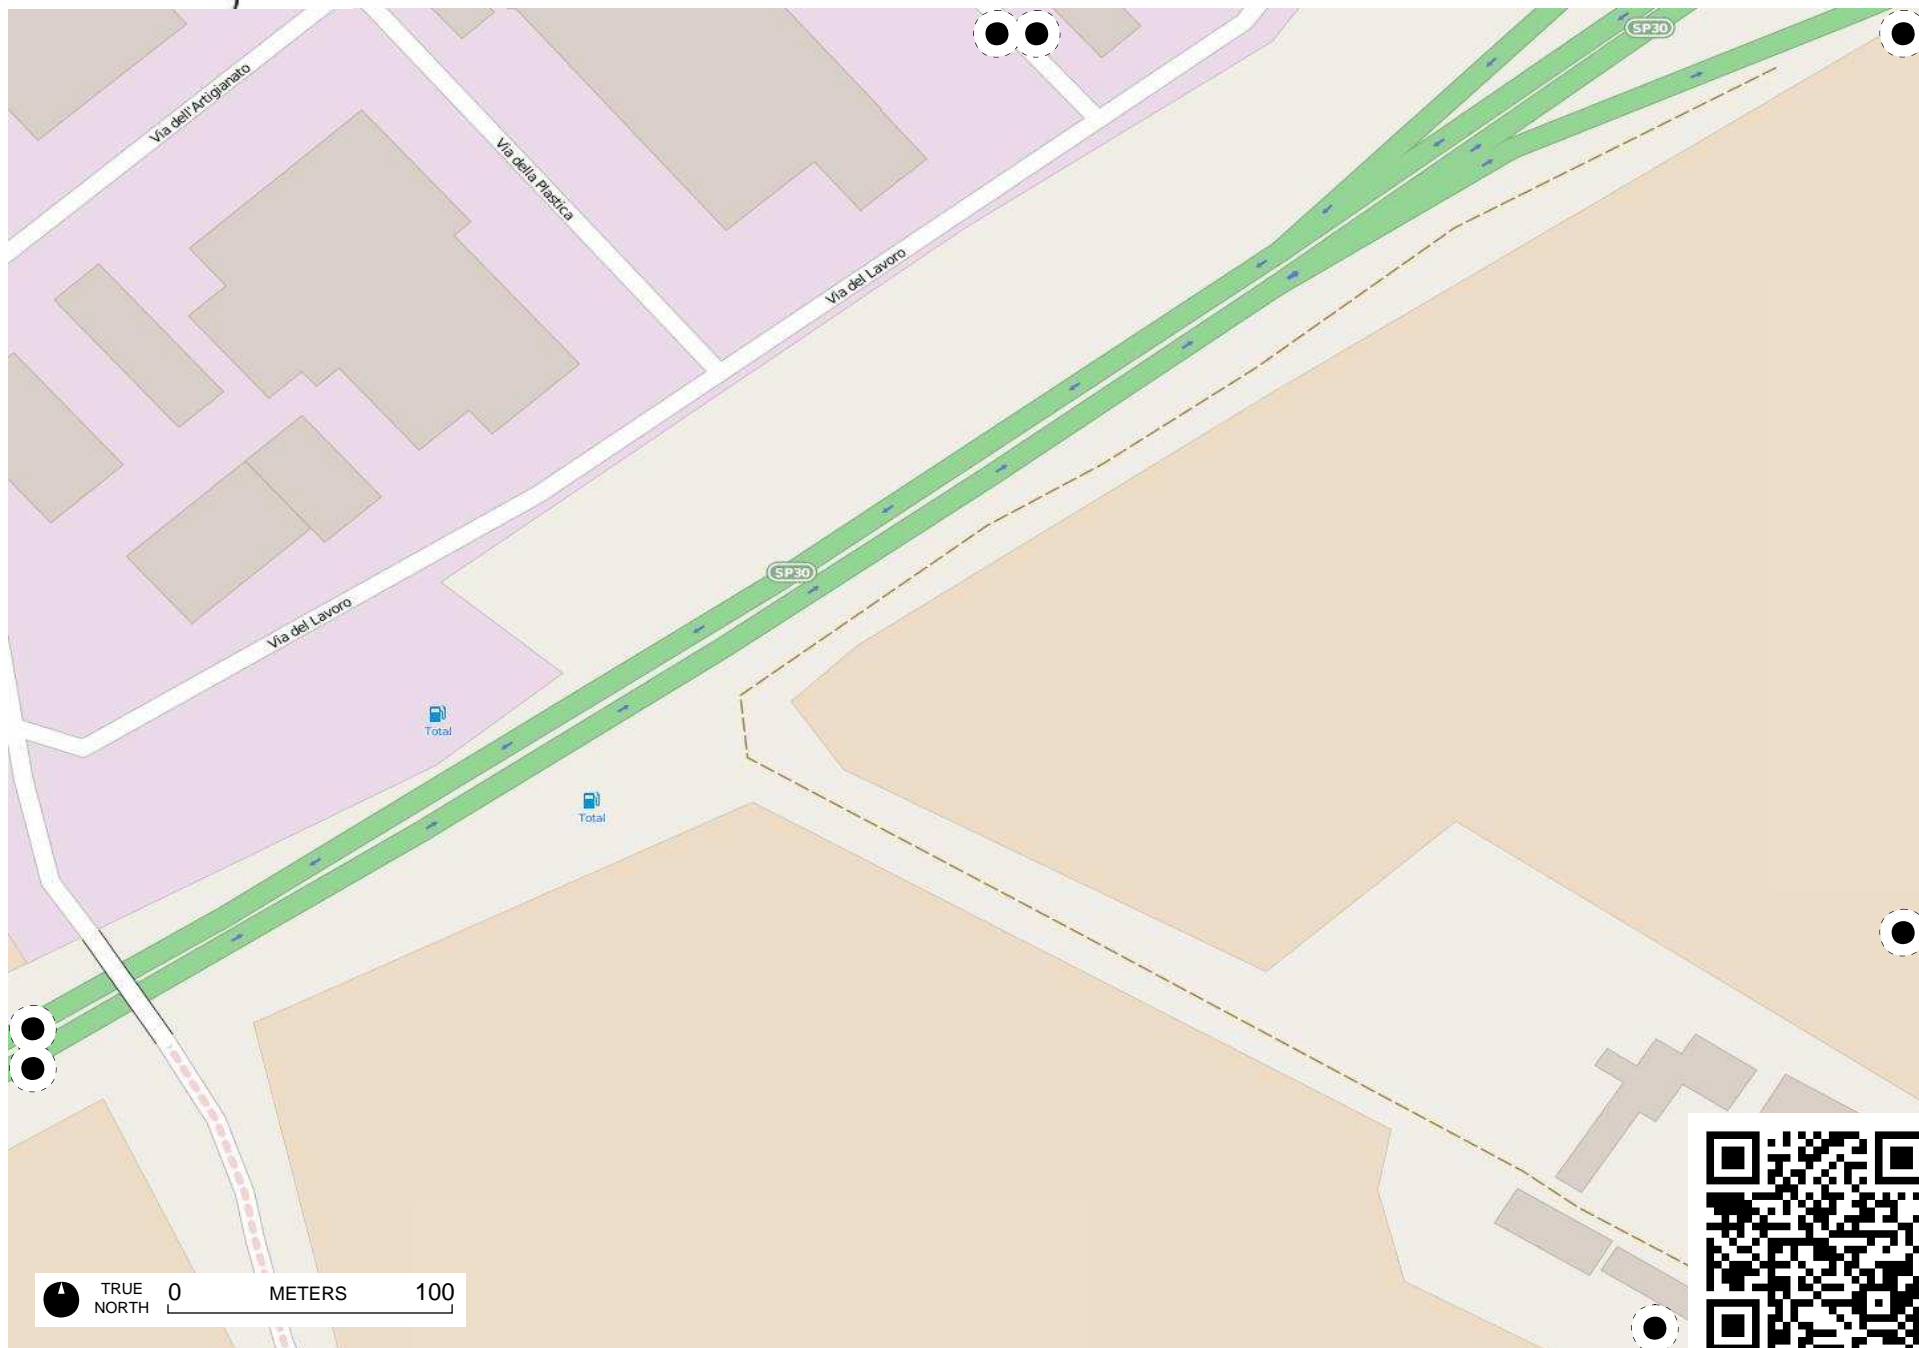 SP30
Via dell'Artigianato
Via della Plastica
Via del Lavoro
SP30
Via del Lavoro
Total
Total
TRUE NORTH
0 METERS 100